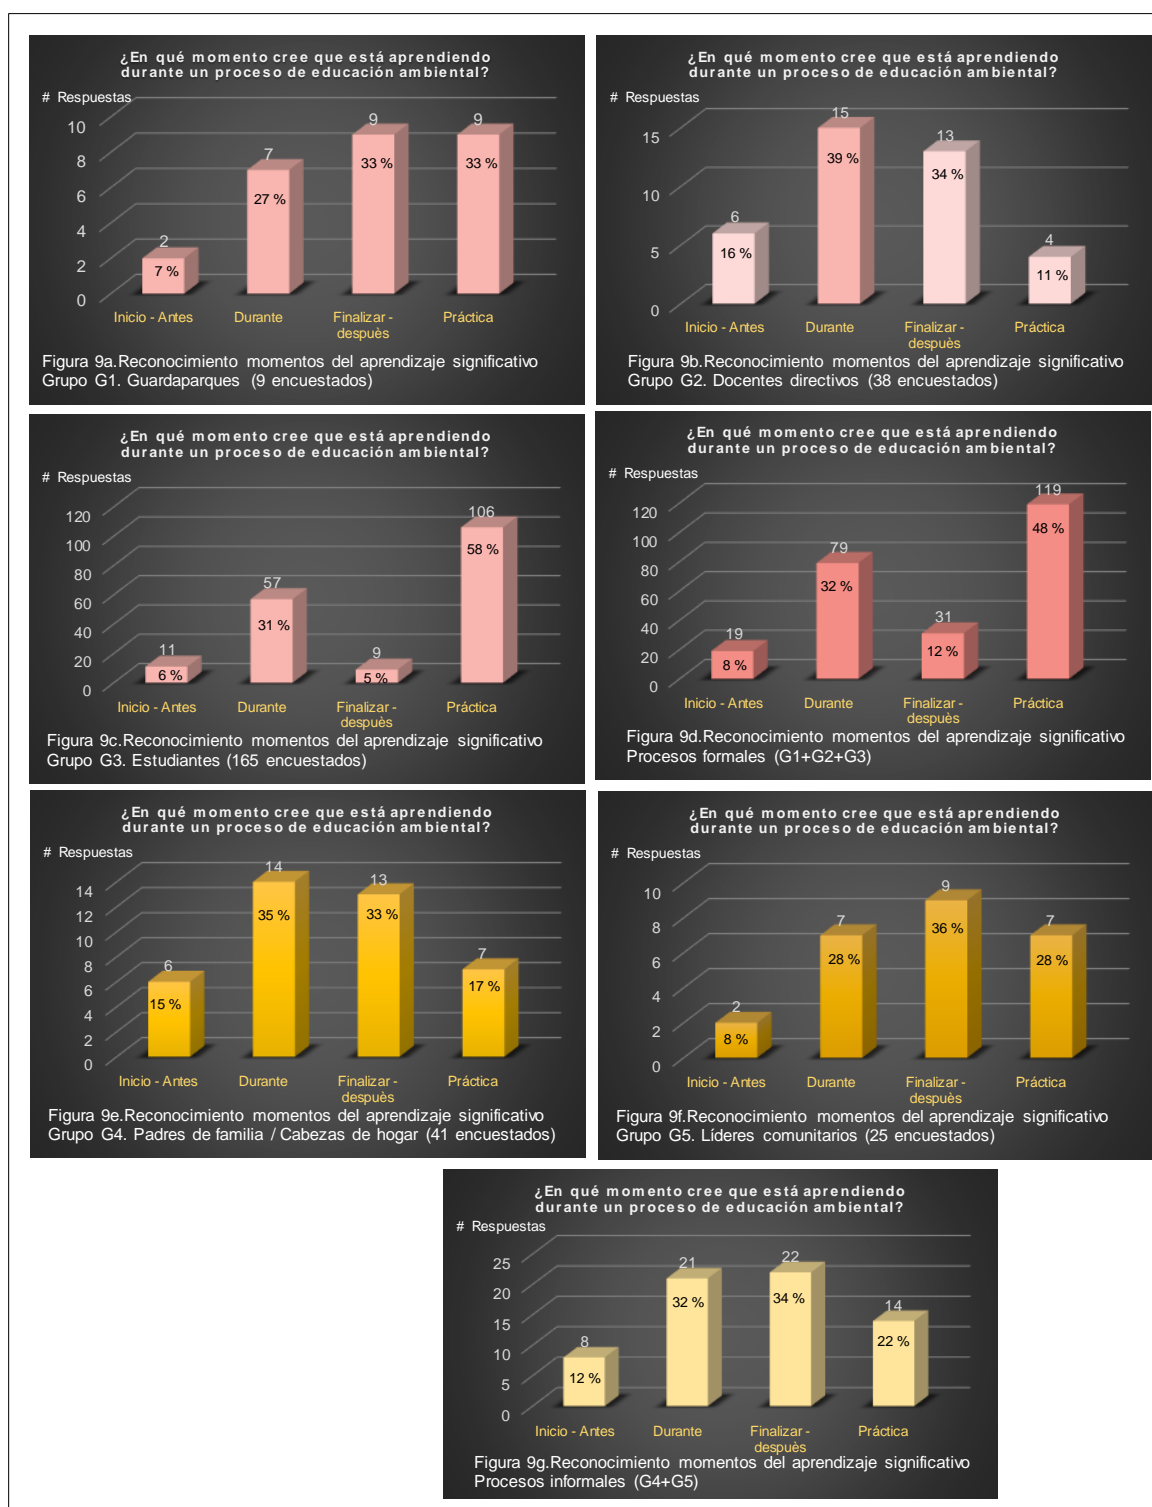 ¿En qué momento cree que está aprendiendo
durante un proceso de educación ambiental?
# Respuestas
10
8
6
4
2
0
2
7
9
9
7 %
27 %
33 %
33 %
Inicio - Antes
Durante
Finalizar -
despuès
Práctica
Figura 9a.Reconocimiento momentos del aprendizaje significativo
Grupo G1. Guardaparques (9 encuestados)
¿En qué momento cree que está aprendiendo
durante un proceso de educación ambiental?
# Respuestas
15
10
5
0
6
15
13
4
16 %
39 %
34 %
11 %
Inicio - Antes
Durante
Finalizar -
despuès
Práctica
Figura 9b.Reconocimiento momentos del aprendizaje significativo
Grupo G2. Docentes directivos (38 encuestados)
¿En qué momento cree que está aprendiendo
durante un proceso de educación ambiental?
# Respuestas
120
100
80
60
40
20
0
11
57
9
106
6 %
31 %
5 %
58 %
Inicio - Antes
Durante
Finalizar -
despuès
Práctica
Figura 9c.Reconocimiento momentos del aprendizaje significativo
Grupo G3. Estudiantes (165 encuestados)
¿En qué momento cree que está aprendiendo
durante un proceso de educación ambiental?
# Respuestas
120
100
80
60
40
20
0
19
79
31
119
8 %
32 %
12 %
48 %
Inicio - Antes
Durante
Finalizar -
despuès
Práctica
Figura 9d.Reconocimiento momentos del aprendizaje significativo
Procesos formales (G1+G2+G3)
¿En qué momento cree que está aprendiendo
durante un proceso de educación ambiental?
# Respuestas
14
12
10
8
6
4
2
0
6
14
13
7
15 %
35 %
33 %
17 %
Inicio - Antes
Durante
Finalizar -
despuès
Práctica
Figura 9e.Reconocimiento momentos del aprendizaje significativo
Grupo G4. Padres de familia / Cabezas de hogar (41 encuestados)
¿En qué momento cree que está aprendiendo
durante un proceso de educación ambiental?
# Respuestas
10
8
6
4
2
0
2
7
9
7
8 %
28 %
36 %
28 %
Inicio - Antes
Durante
Finalizar -
despuès
Práctica
Figura 9f.Reconocimiento momentos del aprendizaje significativo
Grupo G5. Líderes comunitarios (25 encuestados)
¿En qué momento cree que está aprendiendo
durante un proceso de educación ambiental?
# Respuestas
25
20
15
10
5
0
8
21
22
14
12 %
32 %
34 %
22 %
Inicio - Antes
Durante
Finalizar -
despuès
Práctica
Figura 9g.Reconocimiento momentos del aprendizaje significativo
Procesos informales (G4+G5)